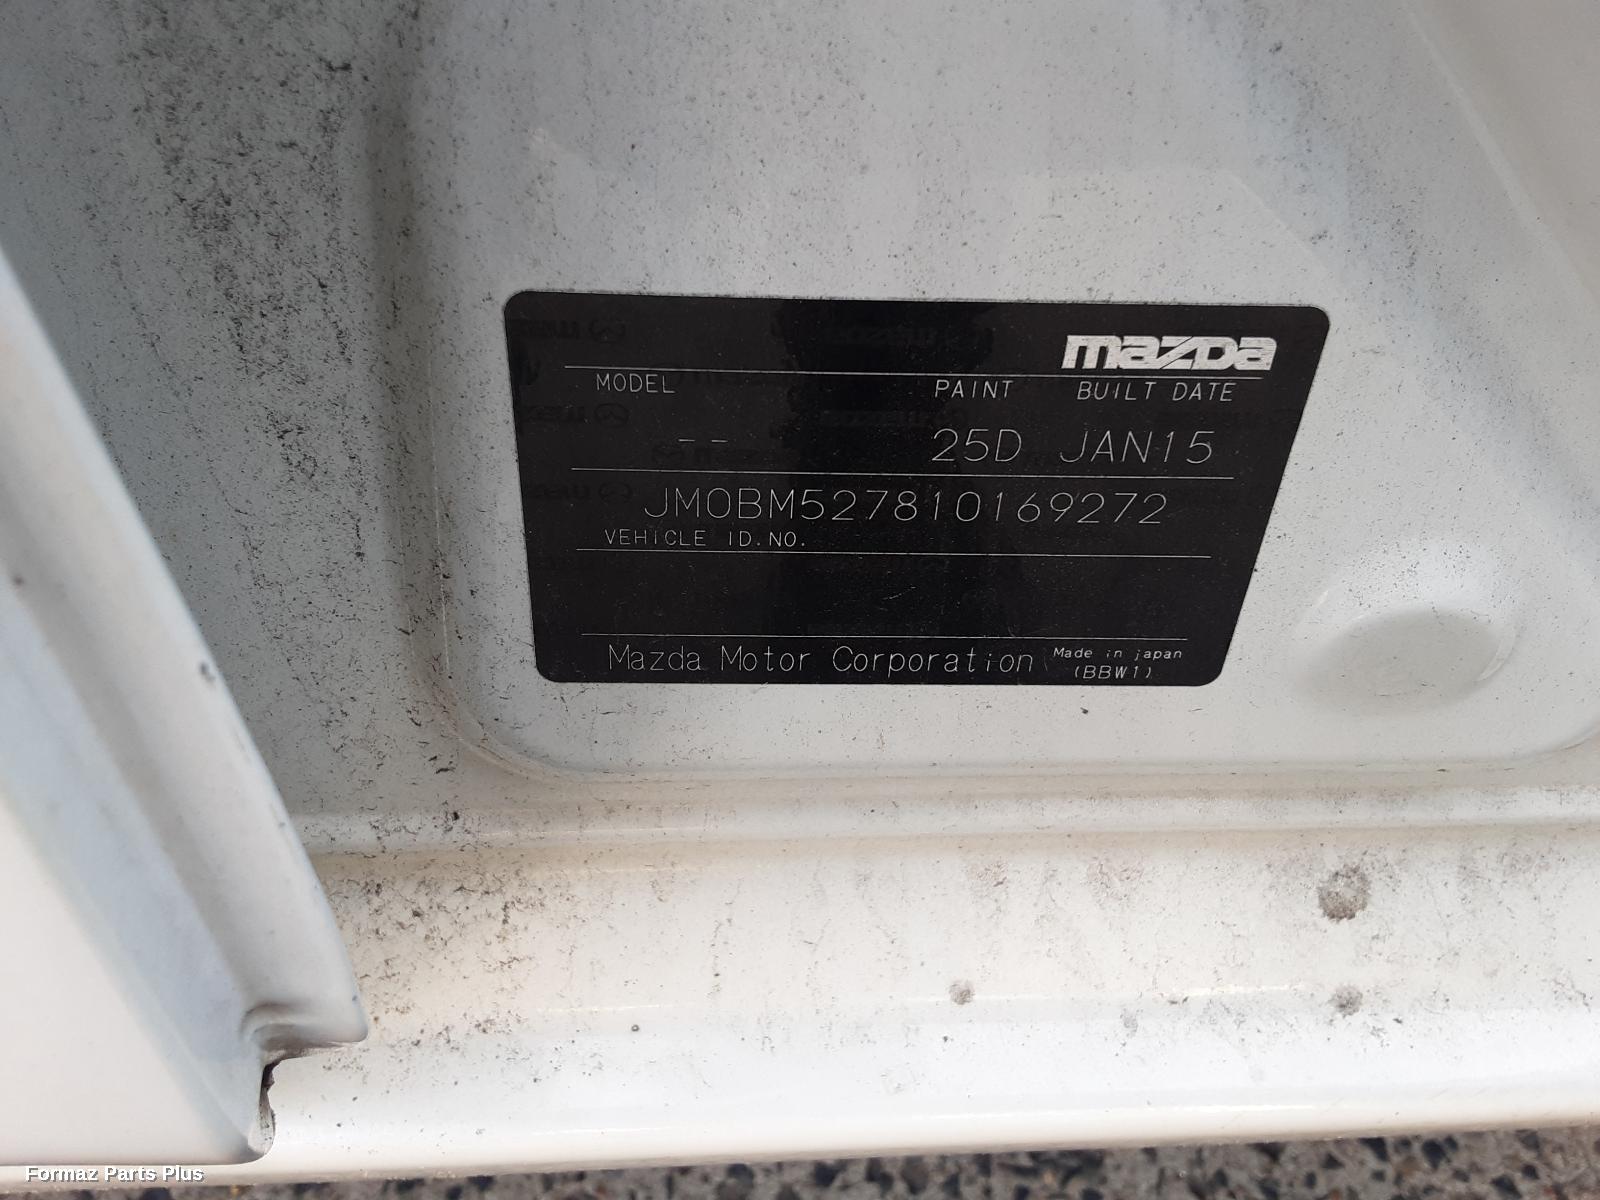 mazda
MODEL PAINT BUILT DATE
-- 25D JAN15
JM0BM527810169272
VEHICLE ID.NO.
Mazda Motor Corporation Made in japan
(BBW1)
Formaz Parts Plus